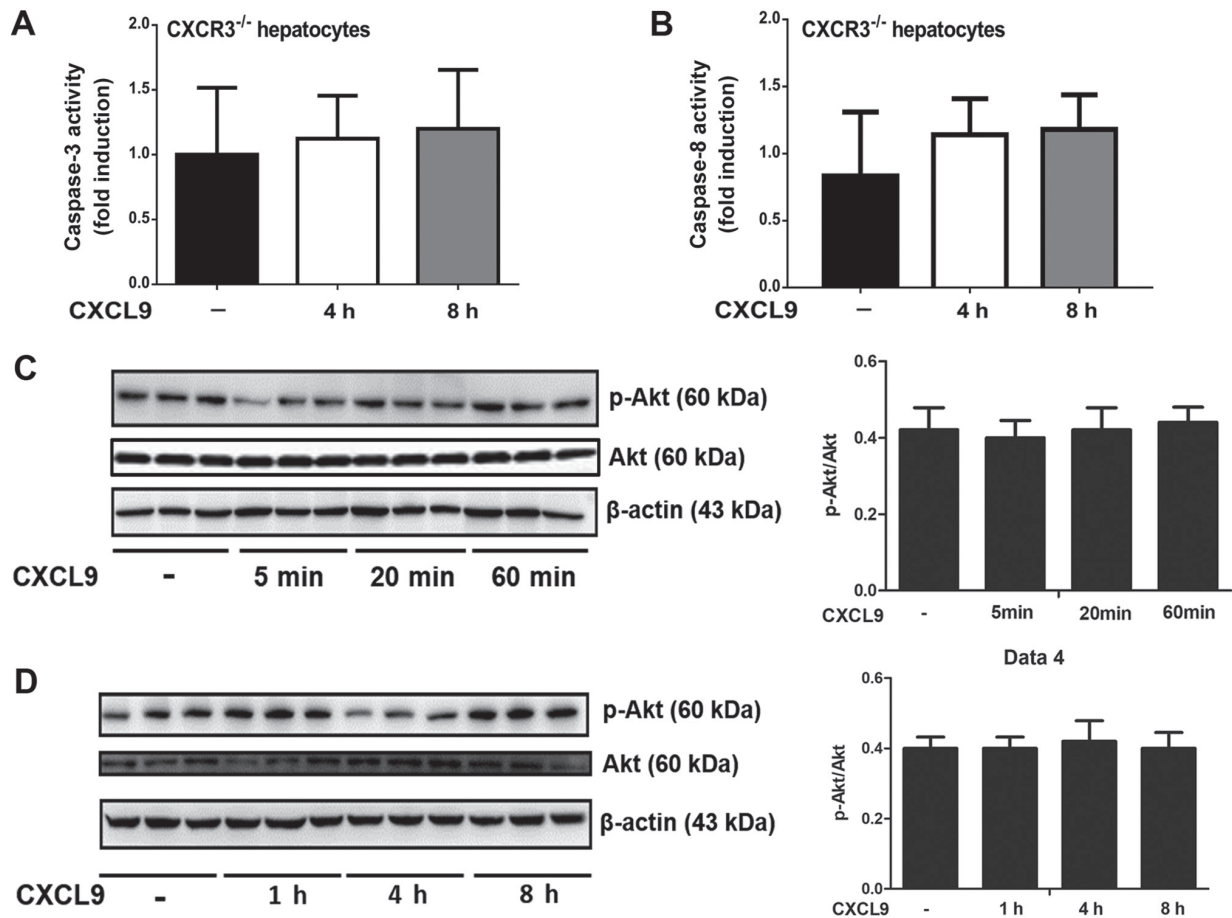 A
CXCR3-/- hepatocytes
Caspase-3 activity
(fold induction)
2.0
1.5
1.0
0.5
0.0
CXCL9 – 4 h 8 h
B
CXCR3-/- hepatocytes
Caspase-8 activity
(fold induction)
2.0
1.5
1.0
0.5
0.0
CXCL9 – 4 h 8 h
C
p-Akt (60 kDa)
Akt (60 kDa)
β-actin (43 kDa)
CXCL9 - 5 min 20 min 60 min
p-Akt/Akt
0.6
0.4
0.2
0.0
CXCL9 - 5min 20min 60min
D
p-Akt (60 kDa)
Akt (60 kDa)
β-actin (43 kDa)
CXCL9 - 1 h 4 h 8 h
Data 4
p-Akt/Akt
0.6
0.4
0.2
0.0
CXCL9 - 1 h 4 h 8 h